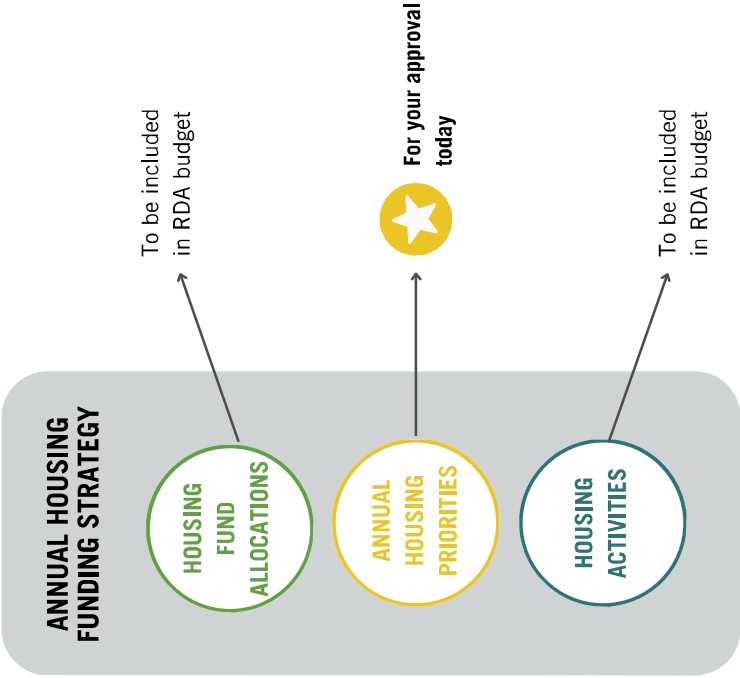 ANNUAL HOUSING
FUNDING STRATEGY
HOUSING
FUND
ALLOCATIONS
To be included
in RDA budget
ANNUAL
HOUSING
PRIORITIES
For your approval
today
HOUSING
ACTIVITIES
To be included
in RDA budget